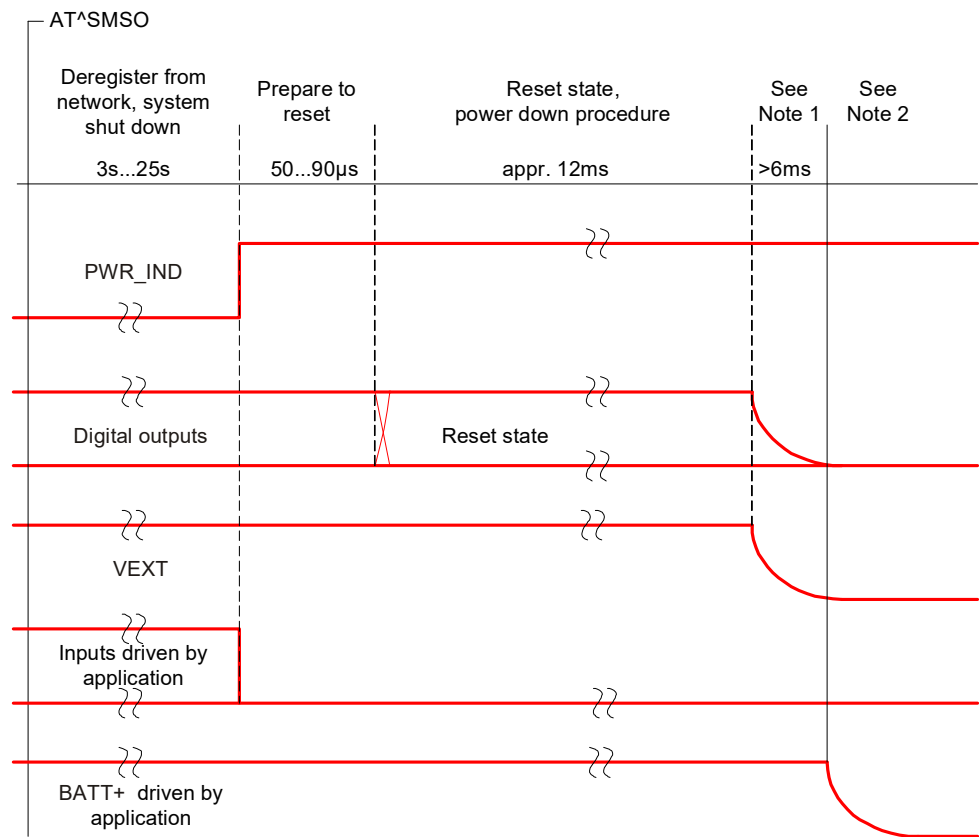 AT^SMSO
Deregister from
network, system
shut down
Prepare to
reset
Reset state,
power down procedure
See
Note 1
See
Note 2
3s...25s
50...90µs
appr. 12ms
>6ms
PWR_IND
Digital outputs
Reset state
VEXT
Inputs driven by
application
BATT+ driven by
application